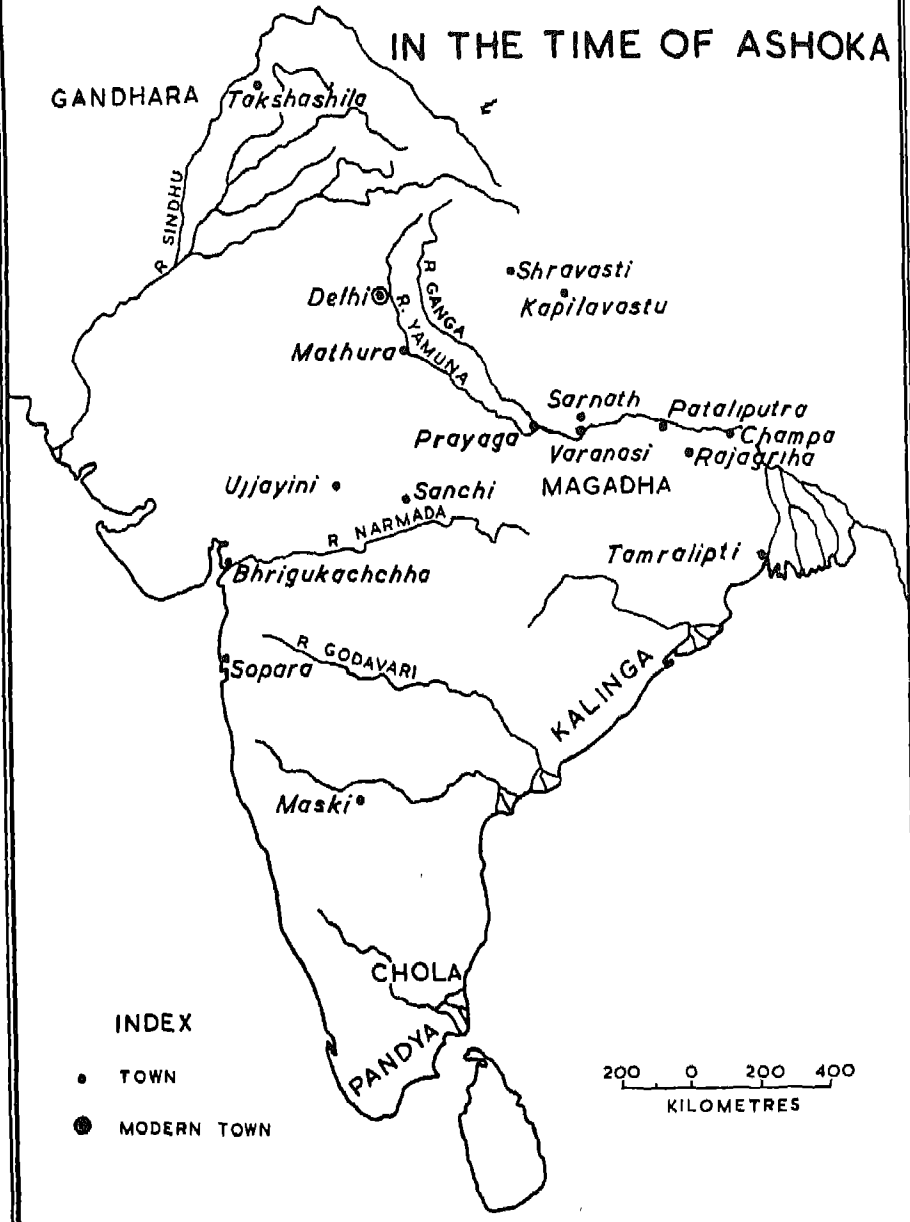 IN THE TIME OF ASHOKA
GANDHARA
Takshashila
R SINDHU
Shravasti
Kapilavastu
Delhi
R GANGA
R. YAMUNA
Mathura
Sarnath
Pataliputra
Prayaga
Varanasi
Champa
Rajagriha
Ujjayini
Sanchi
MAGADHA
R NARMADA
Tamralipti
Bhrigukachchha
R GODAVARI
Sopara
KALINGA
Maski
CHOLA
PANDYA
INDEX
TOWN
MODERN TOWN
200 0 200 400
KILOMETRES